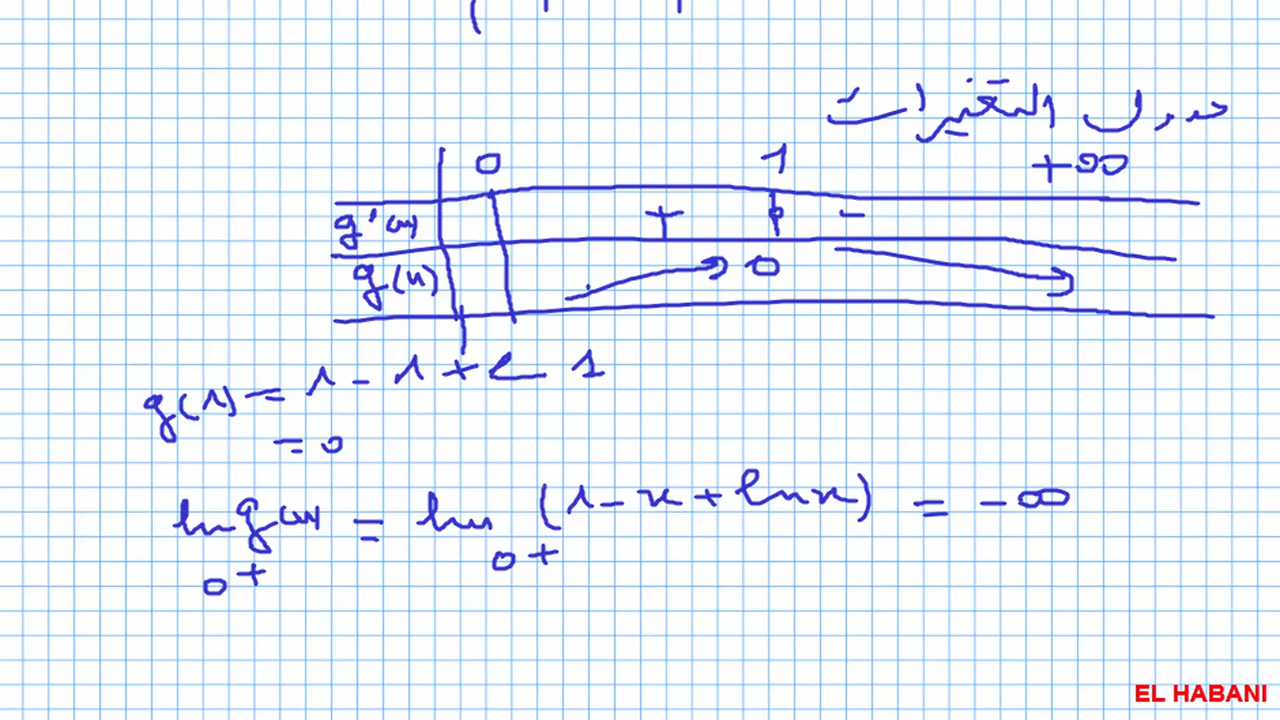 جدول التغيرات
0 1 +∞
g'(x) + 0 -
g(x) 0
g(1) = 1 - 1 + ln 1
= 0
lim g(x) = lim (1 - x + ln x) = -∞
0+ 0+
EL HABANI